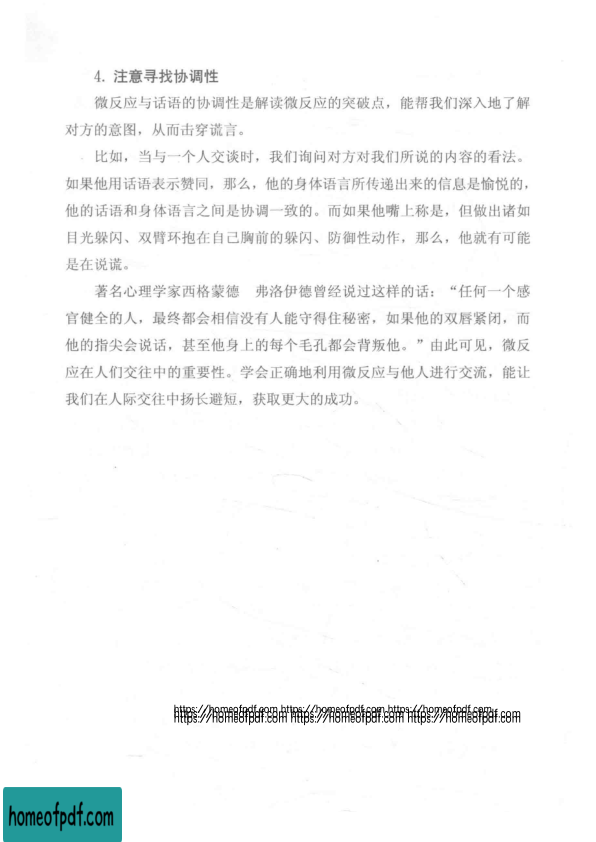 4. 注意寻找协调性
微反应与话语的协调性是解读微反应的突破点，能帮我们深入地了解
对方的意图，从而击穿谎言。
比如，当与一个人交谈时，我们询问对方对我们所说的内容的看法。
如果他用话语表示赞同，那么，他的身体语言所传递出来的信息是愉悦的，
他的话语和身体语言之间是协调一致的。而如果他嘴上称是，但做出诸如
目光躲闪、双臂环抱在自己胸前的躲闪、防御性动作，那么，他就有可能
是在说谎。
著名心理学家西格蒙德　弗洛伊德曾经说过这样的话：“任何一个感
官健全的人，最终都会相信没有人能守得住秘密，如果他的双唇紧闭，而
他的指尖会说话，甚至他身上的每个毛孔都会背叛他。”由此可见，微反
应在人们交往中的重要性。学会正确地利用微反应与他人进行交流，能让
我们在人际交往中扬长避短，获取更大的成功。
https://homeofpdf.com https://homeofpdf.com https://homeofpdf.com
https://homeofpdf.com https://homeofpdf.com https://homeofpdf.com
homeofpdf.com